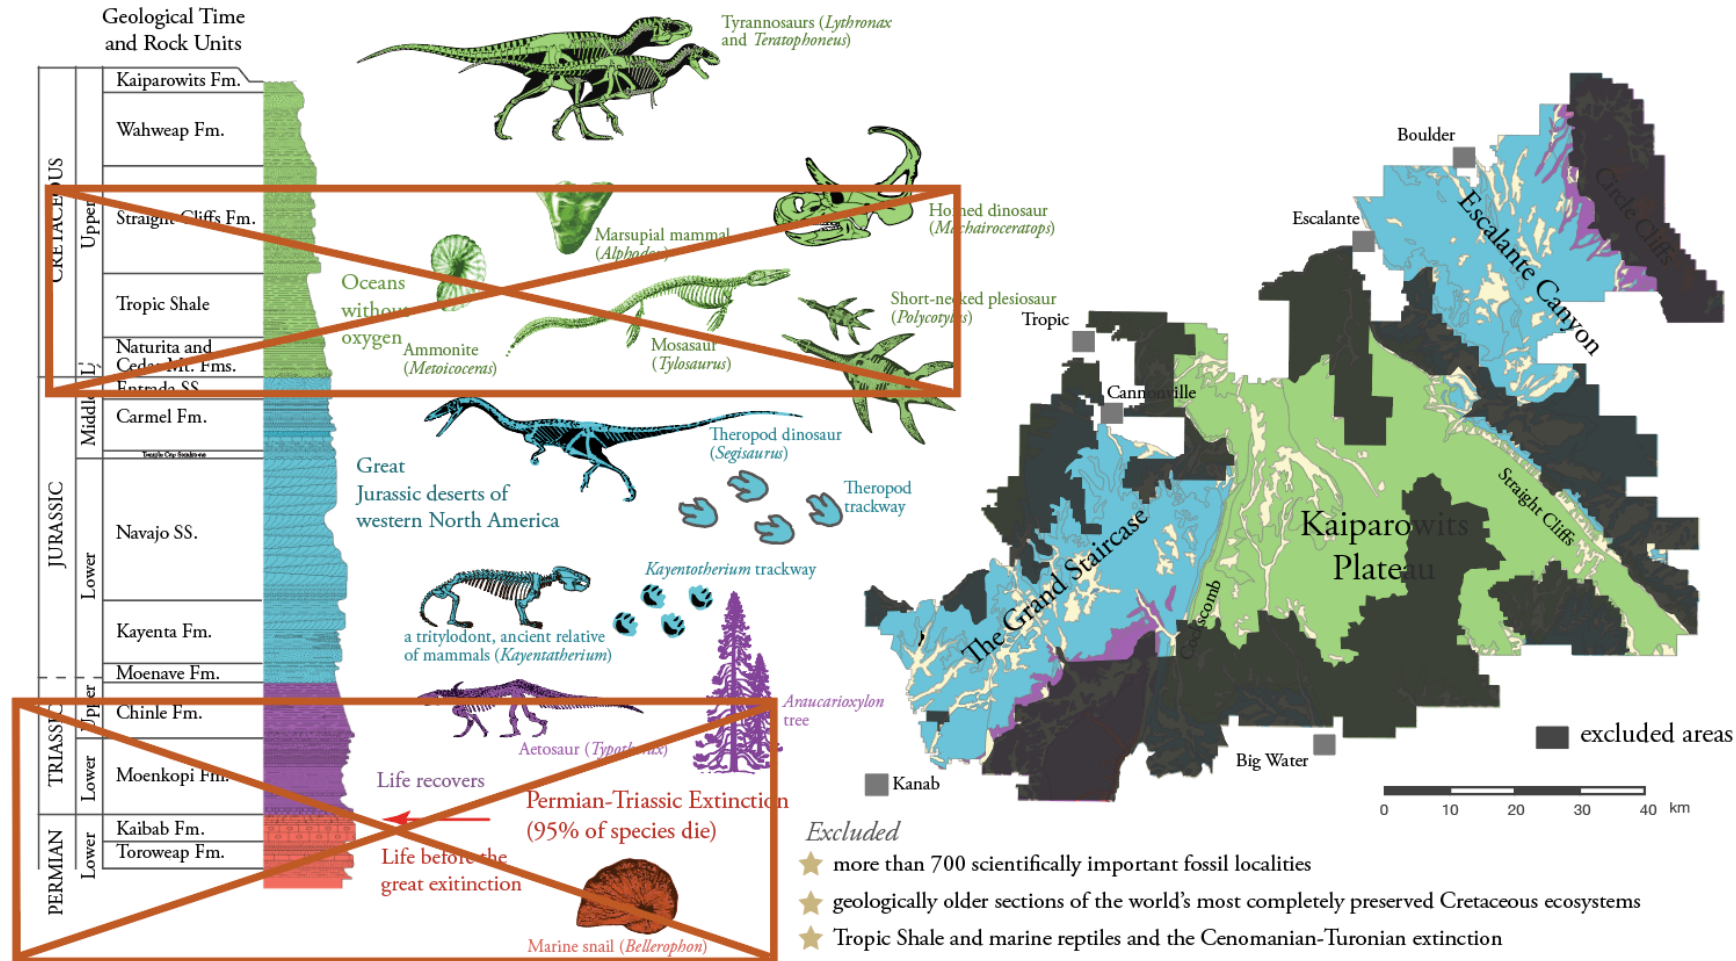 Geological Time
and Rock Units
CRETACEOUS
Upper
L
Kaiparowits Fm.
Wahweap Fm.
Straight Cliffs Fm.
Tropic Shale
Naturita and
Cedar Mt. Fms.
JURASSIC
Middle
Lower
Entrada SS.
Carmel Fm.
Navajo SS.
Kayenta Fm.
Moenave Fm.
TRIASSIC
Upper
Lower
Chinle Fm.
Moenkopi Fm.
PERMIAN
Lower
Kaibab Fm.
Toroweap Fm.
Tyrannosaurs (Lythronax
and Teratophoneus)
Horned dinosaur
(Machairoceratops)
Marsupial mammal
(Alphodon)
Oceans
without
oxygen
Ammonite
(Metoicoceras)
Mosasaur
(Tylosaurus)
Short-necked plesiosaur
(Polycotylus)
Theropod dinosaur
(Segisaurus)
Great
Jurassic deserts of
western North America
Theropod
trackway
Kayentotherium trackway
a tritylodont, ancient relative
of mammals (Kayentatherium)
Araucarioxylon
tree
Aetosaur (Typothorax)
Life recovers
Permian-Triassic Extinction
(95% of species die)
Life before the
great exitinction
Marine snail (Bellerophon)
Boulder
Escalante
Tropic
Cannonville
Circle Cliffs
Escalante Canyon
Straight Cliffs
Kaiparowits
Plateau
The Grand Staircase
Cockscomb
Big Water
Kanab
excluded areas
0 10 20 30 40 km
Excluded
more than 700 scientifically important fossil localities
geologically older sections of the world's most completely preserved Cretaceous ecosystems
Tropic Shale and marine reptiles and the Cenomanian-Turonian extinction